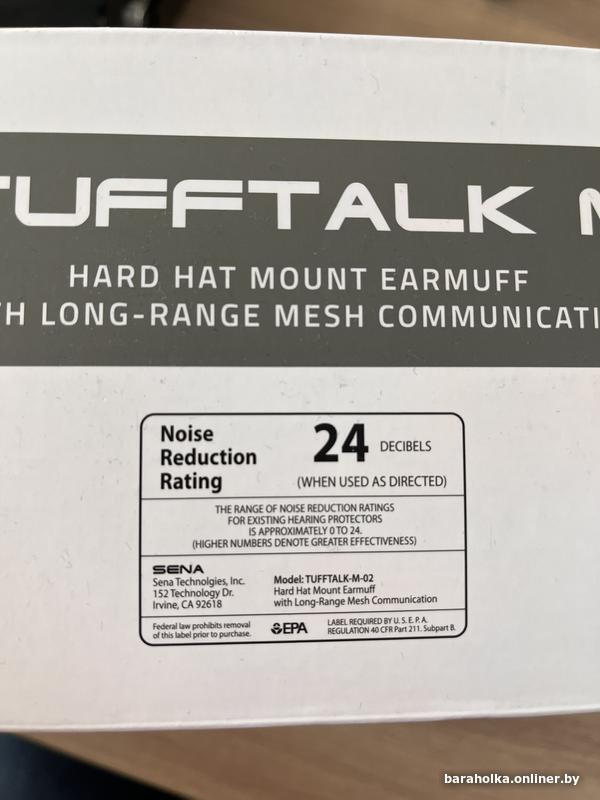 TUFFTALK M
HARD HAT MOUNT EARMUFF
LONG-RANGE MESH
Noise
Reduction
Rating
24 DECIBELS
(WHEN USED AS DIRECTED)
THE RANGE OF NOISE REDUCTION RATINGS
FOR EXISTING HEARING PROTECTORS
IS APPROXIMATELY 0 TO 24.
(HIGHER NUMBERS DENOTE GREATER EFFECTIVENESS)
SENA
Sena Technolgies, Inc.
152 Technology Dr.
Irvine, CA 92618
Model: TUFFTALK-M-02
Hard Hat Mount Earmuff
with Long-Range Mesh Communication
Federal law prohibits removal
of this label prior to purchase.
EPA
LABEL REQUIRED BY U. S. E. P. A.
REGULATION 40 CFR Part 211. Subpart B.
baraholka.onliner.by